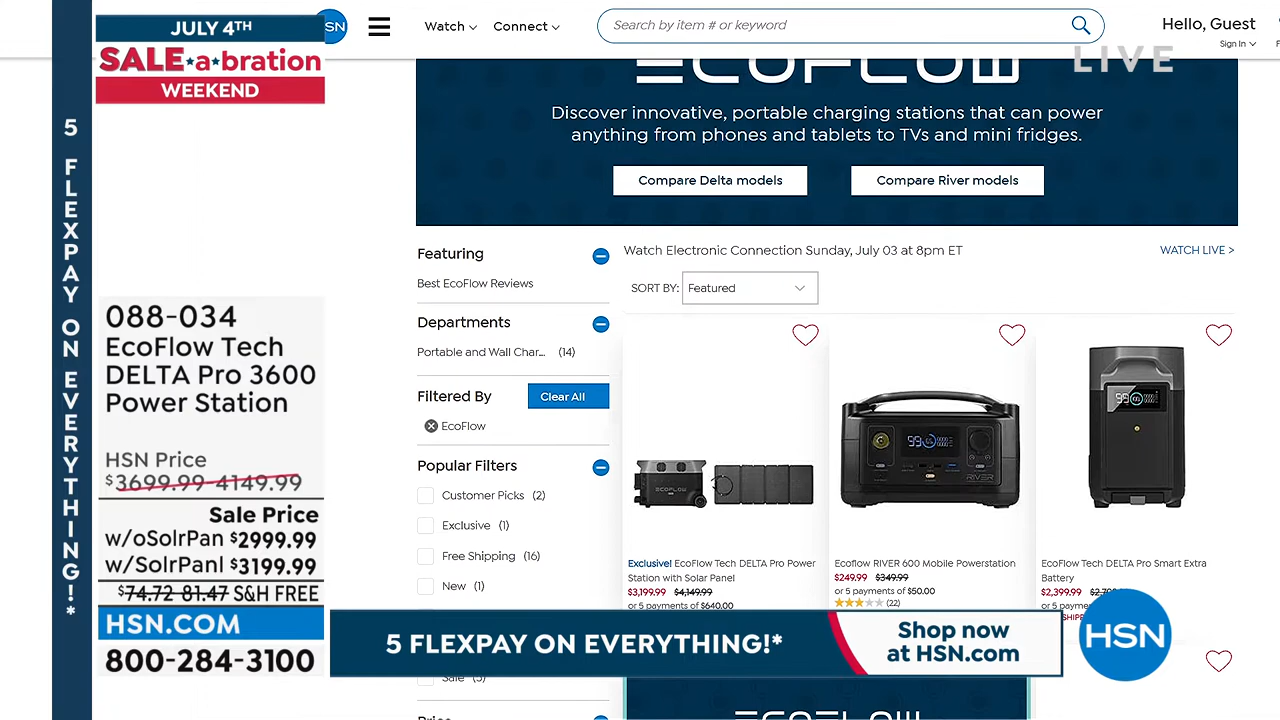 JULY 4TH
SALE★a★bration
WEEKEND
5 FLEXPAY ON EVERYTHING!*
088-034
EcoFlow Tech
DELTA Pro 3600
Power Station
HSN Price
$3699.99-4149.99
Sale Price
w/oSolrPan $2999.99
w/SolrPanl $3199.99
$74.72-81.47 S&H FREE
HSN.COM
800-284-3100
SN
Watch
Connect
Search by item # or keyword
Hello, Guest
Sign In
LIVE
ECOFLOW
Discover innovative, portable charging stations that can power
anything from phones and tablets to TVs and mini fridges.
Compare Delta models
Compare River models
Featuring
Best EcoFlow Reviews
Departments
Portable and Wall Char... (14)
Filtered By
Clear All
EcoFlow
Popular Filters
Customer Picks (2)
Exclusive (1)
Free Shipping (16)
New (1)
Sale (5)
Price
Watch Electronic Connection Sunday, July 03 at 8pm ET
WATCH LIVE >
SORT BY: Featured
ECOFLOW
99
RIVER
99
Exclusive! EcoFlow Tech DELTA Pro Power
Station with Solar Panel
$3,199.99 $4,149.99
or 5 payments of $640.00
Ecoflow RIVER 600 Mobile Powerstation
$249.99 $349.99
or 5 payments of $50.00
(22)
EcoFlow Tech DELTA Pro Smart Extra
Battery
$2,399.99
or 5
5 FLEXPAY ON EVERYTHING!*
Shop now
at HSN.com
HSN
ECOFLOW